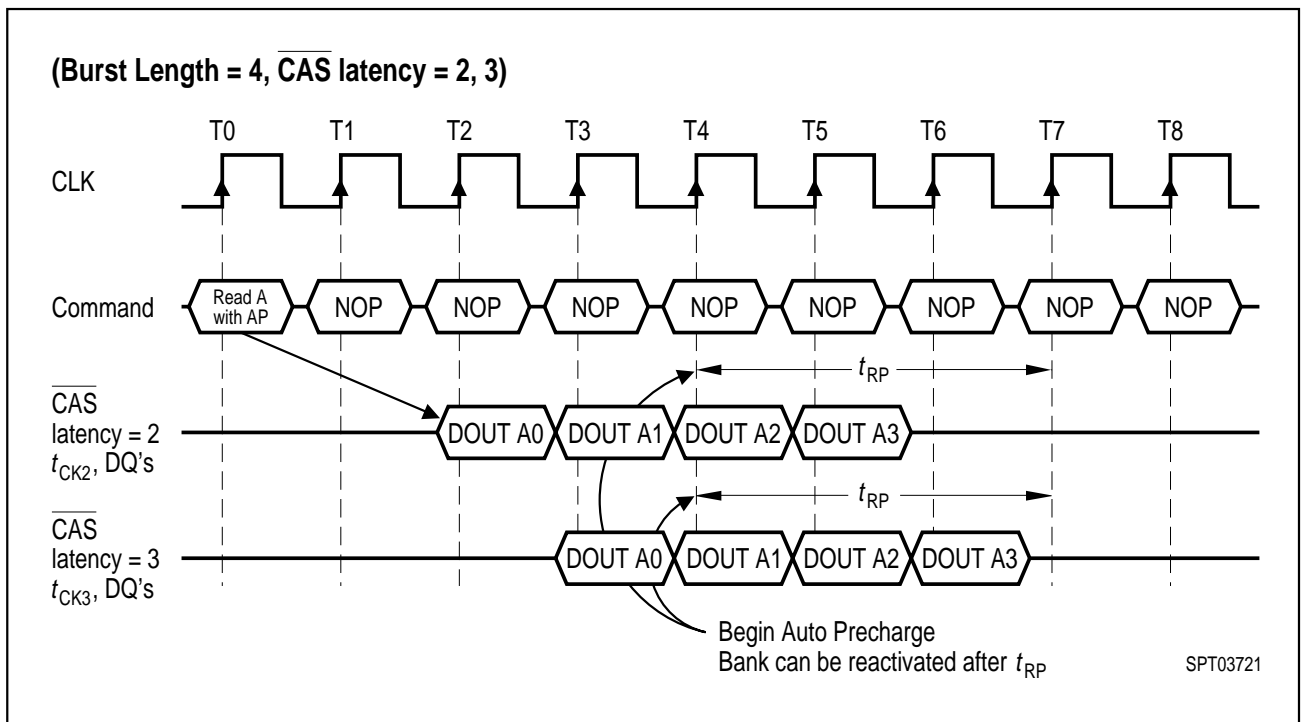 (Burst Length = 4, CAS latency = 2, 3)
T0 T1 T2 T3 T4 T5 T6 T7 T8
CLK
Command
Read A
with AP
NOP NOP NOP NOP NOP NOP NOP NOP
tRP
CAS
latency = 2
tCK2, DQ's
DOUT A0 DOUT A1 DOUT A2 DOUT A3
tRP
CAS
latency = 3
tCK3, DQ's
DOUT A0 DOUT A1 DOUT A2 DOUT A3
Begin Auto Precharge
Bank can be reactivated after tRP
SPT03721